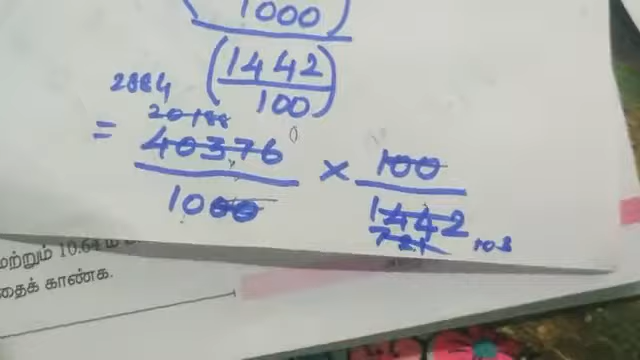 1000
(1442)
100
2884
20188
= 40376 × 100
1000 1442
721 103
மற்றும் 10.64
தைக் காண்க.